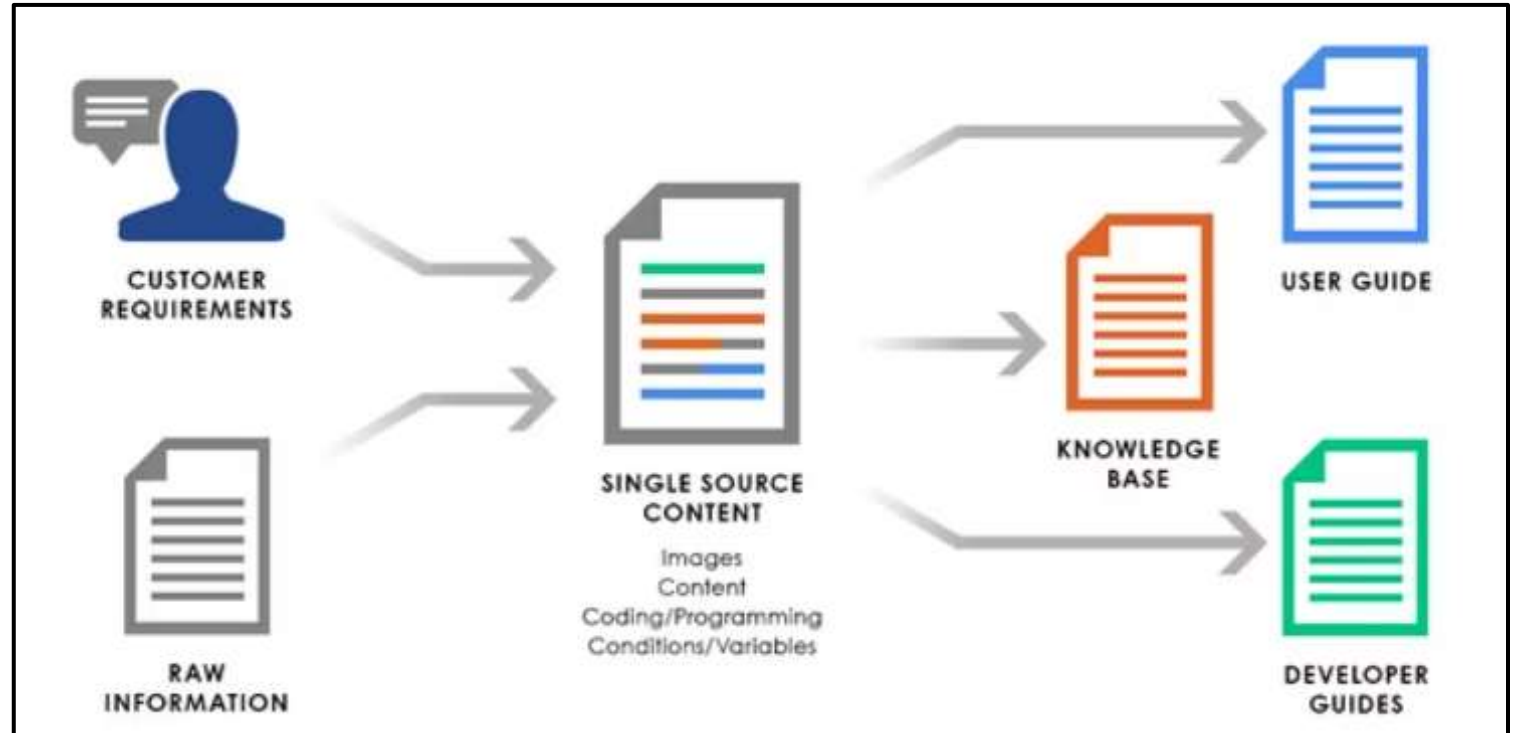 CUSTOMER
REQUIREMENTS
RAW
INFORMATION
SINGLE SOURCE
CONTENT
Images
Content
Coding/Programming
Conditions/Variables
USER GUIDE
KNOWLEDGE
BASE
DEVELOPER
GUIDES